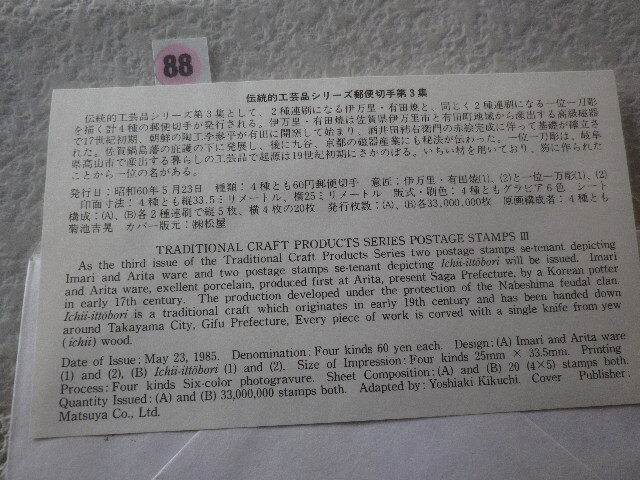 88
伝統的工芸品シリーズ郵便切手第3集
伝統的工芸品シリーズ第3集として、2種連刷になる伊万里・有田焼と、同じく2種連刷になる一位一刀彫
を描く計4種の郵便切手が発行される。伊万里・有田焼は佐賀県伊万里市と有田町地域から産出する高級磁器
で17世紀初期、朝鮮の陶工李参平が有田に開窯して始まり、酒井田柿右衛門の赤絵完成に伴って基礎が確立さ
れた。佐賀鍋島藩の庇護の下に発展し、後に九谷、京都の磁器産業にも秘法が伝わった。一位一刀彫は、岐阜
県高山市で産出する暮らしの工芸品で起源は19世紀初期にさかのぼる。いちい材を用いており、笏に作られた
ことから一位の名がある。
発行日:昭和60年5月23日 種類:4種とも60円郵便切手 意匠:伊万里・有田焼(1)、(2)と一位一刀彫(1)、(2)
印面寸法:4種とも縦33.5ミリメートル、横25ミリメートル 版式・刷色:4種ともグラビア6色 シート
構成:(A)、(B)各2種連刷で縦5枚、横4枚の20枚 発行枚数:(A)、(B)各33,000,000枚 原画構成者:4種とも
菊池吉晃 カバー版元:㈱松屋
TRADITIONAL CRAFT PRODUCTS SERIES POSTAGE STAMPS III
As the third issue of the Traditional Craft Products Series two postage stamps se-tenant depicting
Imari and Arita ware and two postage stamps se-tenant depicting Ichii-ittōbori will be issued. Imari
and Arita ware, exellent porcelain, produced first at Arita, present Saga Prefecture, by a Korean potter
in early 17th century. The production developed under the protection of the Nabeshima feudal clan.
Ichii-ittōbori is a traditional craft which originates in early 19th century and has been handed down
around Takayama City, Gifu Prefecture, Every piece of work is corved with a single knife from yew
(ichii) wood.
Date of Issue: May 23, 1985. Denomination: Four kinds 60 yen each. Design: (A) Imari and Arita ware
(1) and (2), (B) Ichii-ittōbori (1) and (2). Size of Impression: Four kinds 25mm × 33.5mm. Printing
Process: Four kinds Six-color photogravure. Sheet Composition: (A) and (B) 20 (4×5) stamps both.
Quantity Issued: (A) and (B) 33,000,000 stamps both. Adapted by: Yoshiaki Kikuchi. Cover Publisher:
Matsuya Co., Ltd.